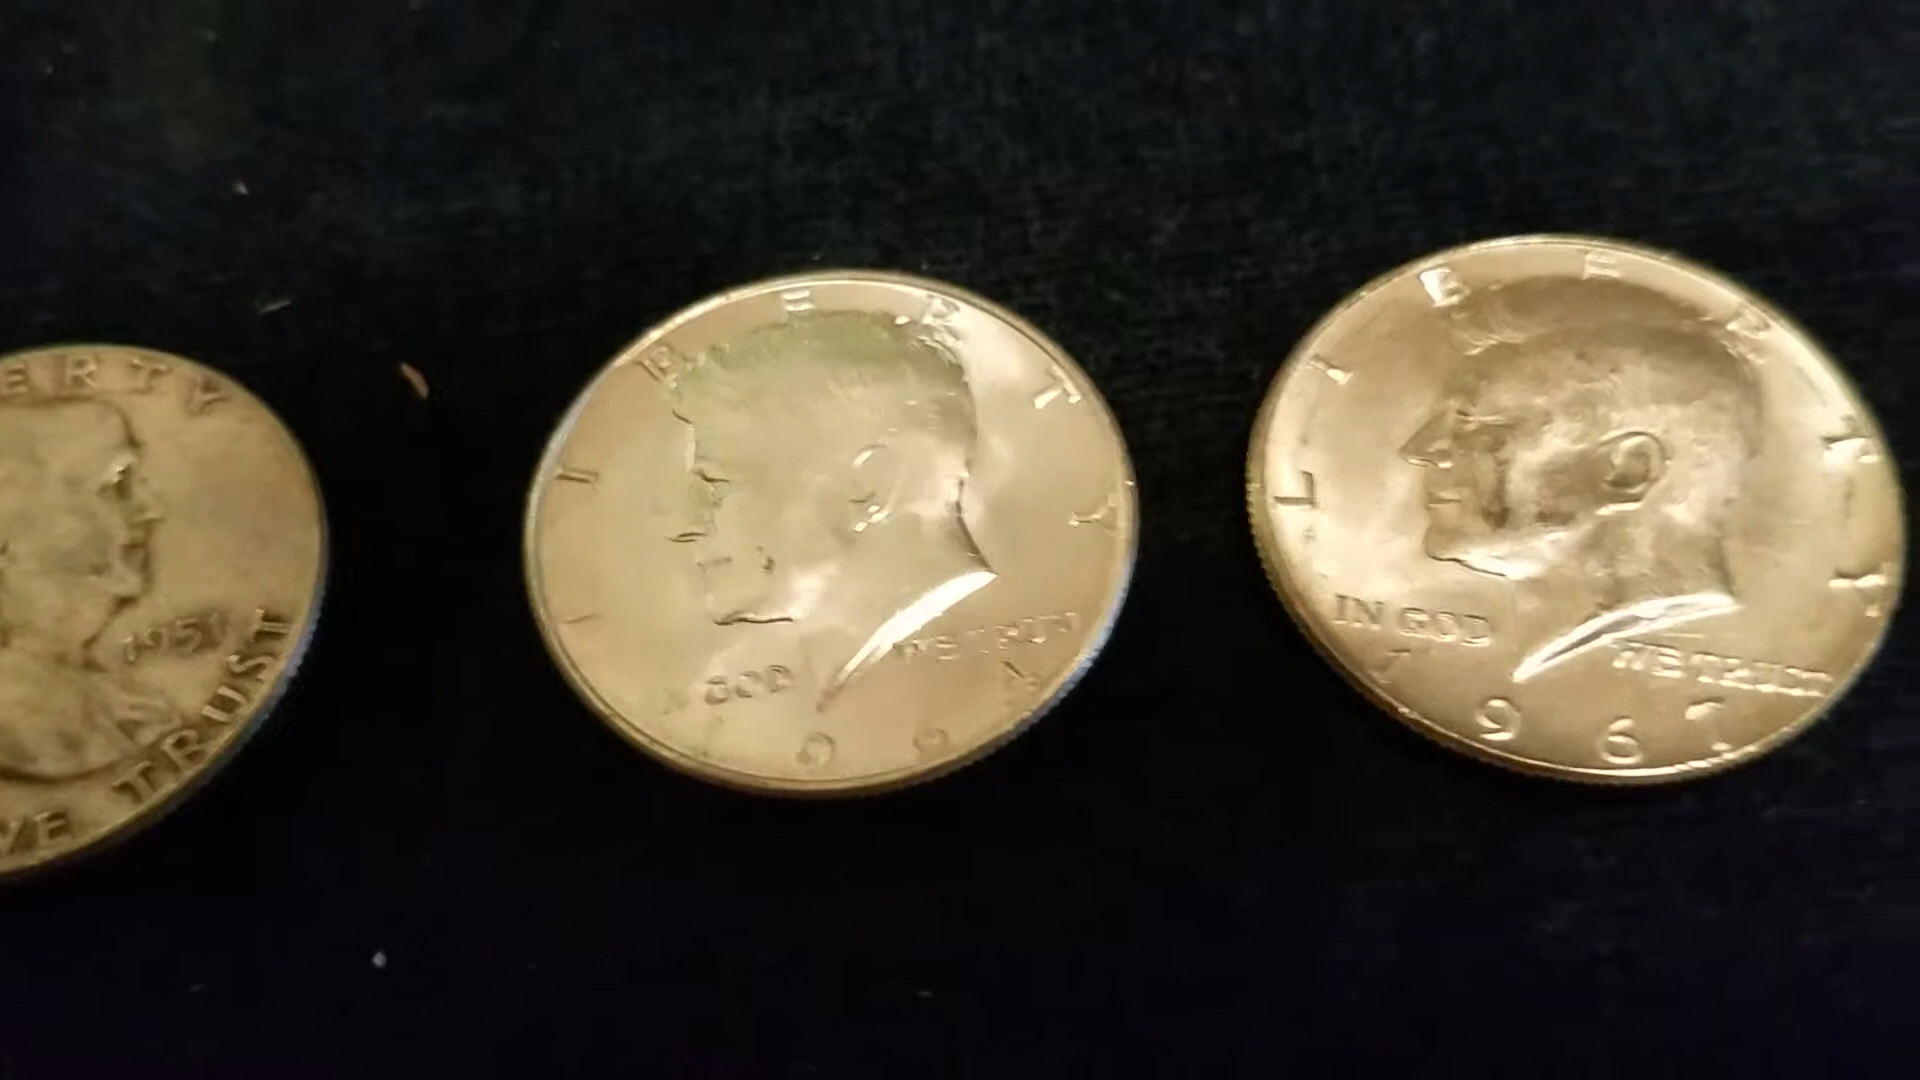 ERTY
1951
WE TRUST
LIBERTY
GOD WE TRUST
LIBERTY
IN GOD WE TRUST
1967